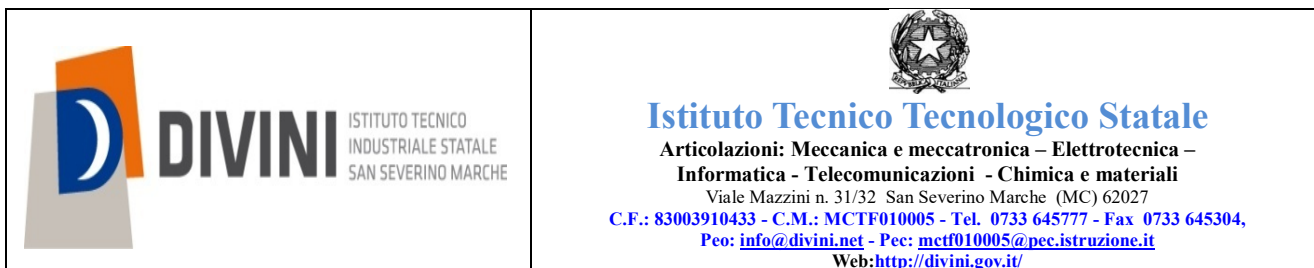 DIVINI
ISTITUTO TECNICO
INDUSTRIALE STATALE
SAN SEVERINO MARCHE
Istituto Tecnico Tecnologico Statale
Articolazioni: Meccanica e meccatronica – Elettrotecnica –
Informatica - Telecomunicazioni - Chimica e materiali
Viale Mazzini n. 31/32 San Severino Marche (MC) 62027
C.F.: 83003910433 - C.M.: MCTF010005 - Tel. 0733 645777 - Fax 0733 645304,
Peo: info@divini.net - Pec: mctf010005@pec.istruzione.it
Web:http://divini.gov.it/